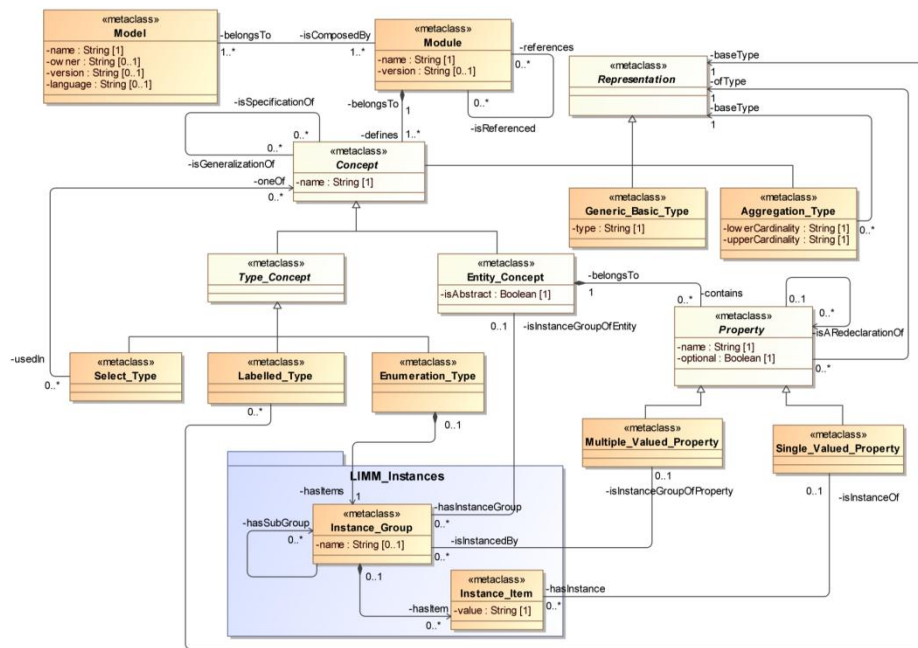 «metaclass»
Model
-name : String [1]
-owner : String [0..1]
-version : String [0..1]
-language : String [0..1]
-belongsTo
1..*
-isComposedBy
1..*
«metaclass»
Module
-name : String [1]
-version : String [0..1]
-references
0..*
0..*
-isReferenced
«metaclass»
Representation
-baseType
1
-ofType
1
-baseType
1
-belongsTo
1
-defines
1..*
-isSpecificationOf
0..*
0..*
-isGeneralizationOf
«metaclass»
Concept
-name : String [1]
-oneOf
0..*
«metaclass»
Generic_Basic_Type
-type : String [1]
«metaclass»
Aggregation_Type
-lowerCardinality : String [1]
-upperCardinality : String [1]
0..*
«metaclass»
Type_Concept
«metaclass»
Entity_Concept
-isAbstract : Boolean [1]
-belongsTo
1
-contains
0..*
0..1
0..*
-isARedeclarationOf
«metaclass»
Property
-name : String [1]
-optional : Boolean [1]
0..*
0..1
-isInstanceGroupOfEntity
-usedIn
0..*
«metaclass»
Select_Type
«metaclass»
Labelled_Type
0..*
«metaclass»
Enumeration_Type
0..1
«metaclass»
Multiple_Valued_Property
0..1
-isInstanceGroupOfProperty
«metaclass»
Single_Valued_Property
0..1
-isInstanceOf
LIMM_Instances
-hasItems
1
-hasSubGroup
0..*
«metaclass»
Instance_Group
-name : String [0..1]
-hasInstanceGroup
0..*
-isInstancedBy
0..*
0..1
-hasItem
0..*
«metaclass»
Instance_Item
-value : String [1]
-hasInstance
0..*